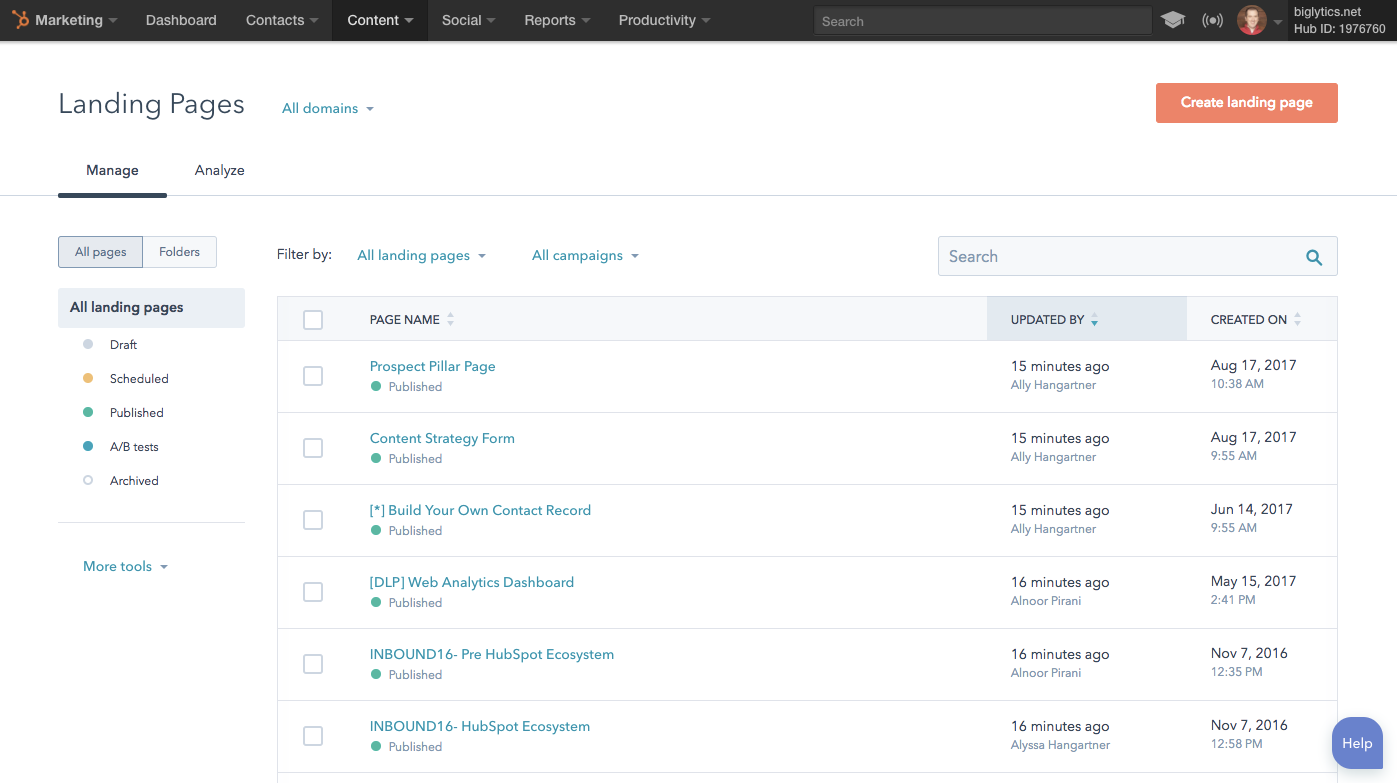 Marketing Dashboard Contacts Content Social Reports Productivity Search biglytics.net
Hub ID: 1976760
Landing Pages All domains Create landing page
Manage Analyze
All pages Folders Filter by: All landing pages All campaigns Search
All landing pages
Draft
Scheduled
Published
A/B tests
Archived
More tools
PAGE NAME UPDATED BY CREATED ON
Prospect Pillar Page 15 minutes ago Aug 17, 2017
Published Ally Hangartner 10:38 AM
Content Strategy Form 15 minutes ago Aug 17, 2017
Published Ally Hangartner 9:55 AM
[*] Build Your Own Contact Record 15 minutes ago Jun 14, 2017
Published Ally Hangartner 9:55 AM
[DLP] Web Analytics Dashboard 16 minutes ago May 15, 2017
Published Alnoor Pirani 2:41 PM
INBOUND16- Pre HubSpot Ecosystem 16 minutes ago Nov 7, 2016
Published Alnoor Pirani 12:35 PM
INBOUND16- HubSpot Ecosystem 16 minutes ago Nov 7, 2016
Published Alyssa Hangartner 12:58 PM
Help